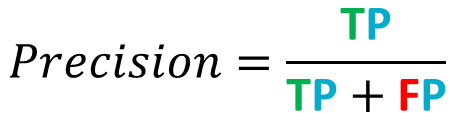 Precision = TP / TP + FP